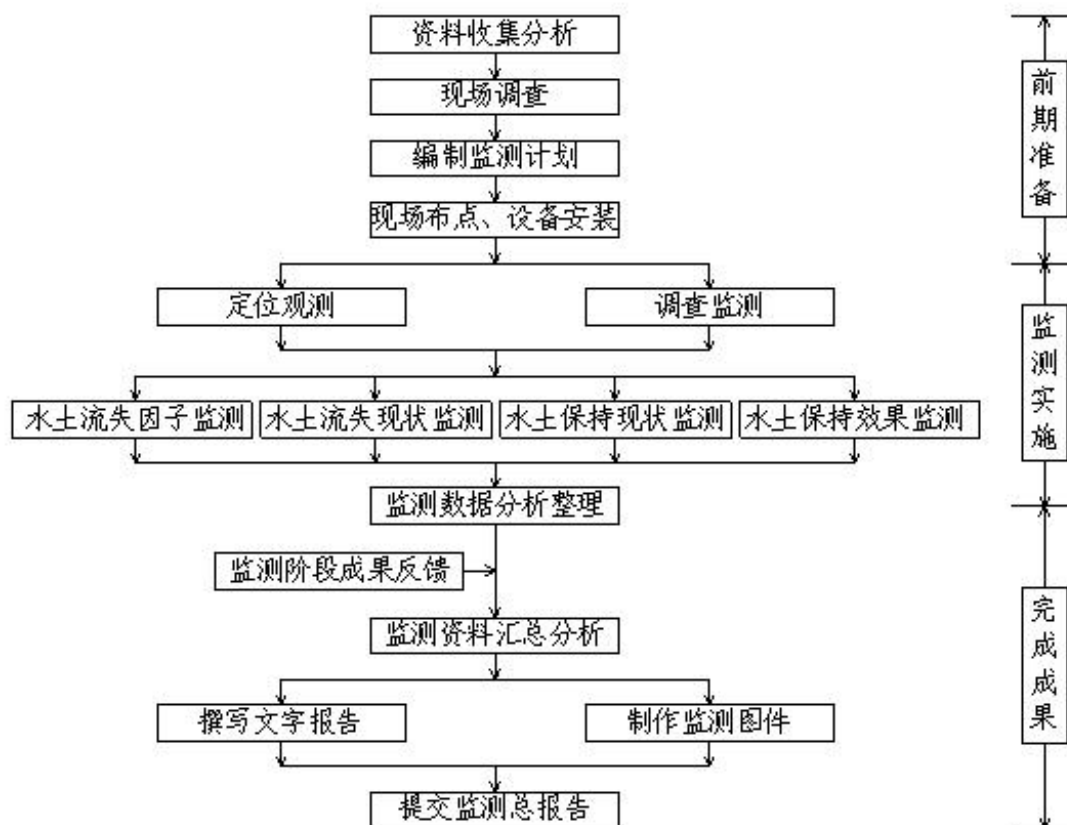 资料收集分析
现场调查
编制监测计划
现场布点、设备安装
定位观测
调查监测
水土流失因子监测
水土流失现状监测
水土保持现状监测
水土保持效果监测
监测数据分析整理
监测阶段成果反馈
监测资料汇总分析
撰写文字报告
制作监测图件
提交监测总报告
前期准备
监测实施
完成成果